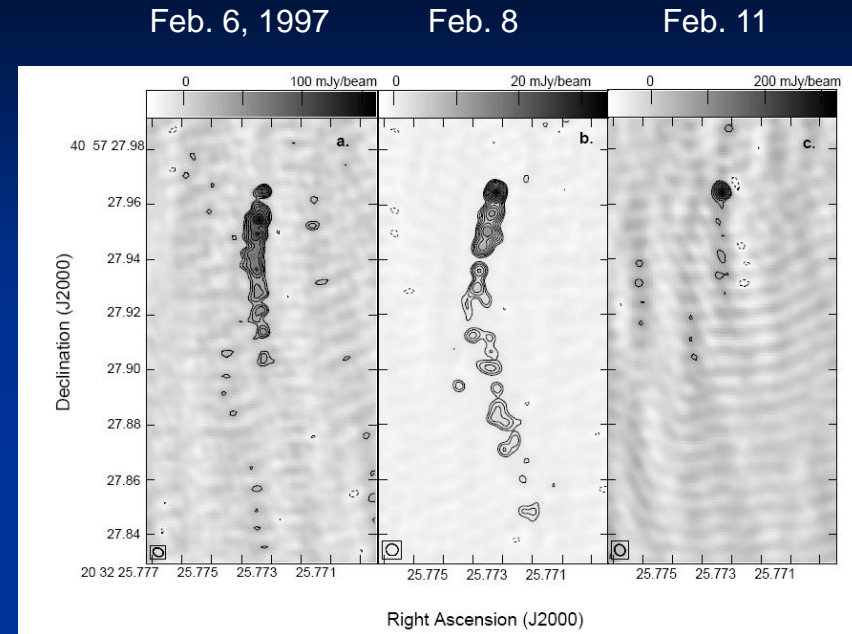 Feb. 6, 1997 Feb. 8 Feb. 11
0 100 mJy/beam 0 20 mJy/beam 0 200 mJy/beam
a. b. c.
40 57 27.98
27.96
27.94
27.92
27.90
27.88
27.86
27.84
Declination (J2000)
20 32 25.777 25.775 25.773 25.771 25.775 25.773 25.771 25.775 25.773 25.771
Right Ascension (J2000)